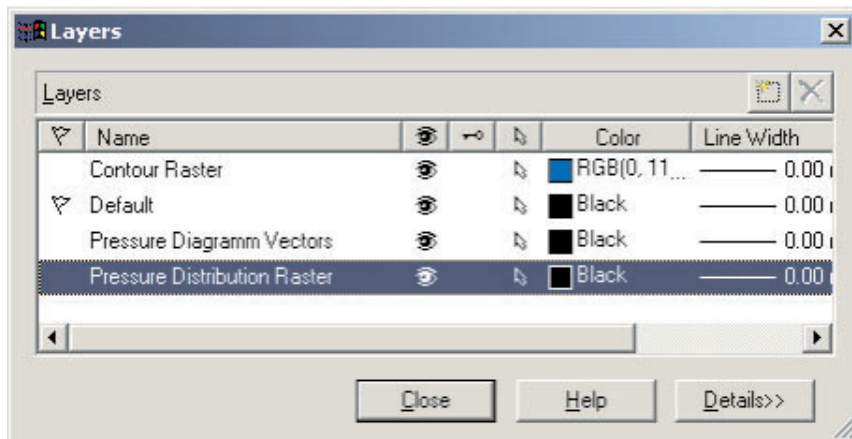 Layers
Layers
Name Color Line Width
Contour Raster RGB(0, 11... 0.00
Default Black 0.00
Pressure Diagramm Vectors Black 0.00
Pressure Distribution Raster Black 0.00
Close Help Details>>